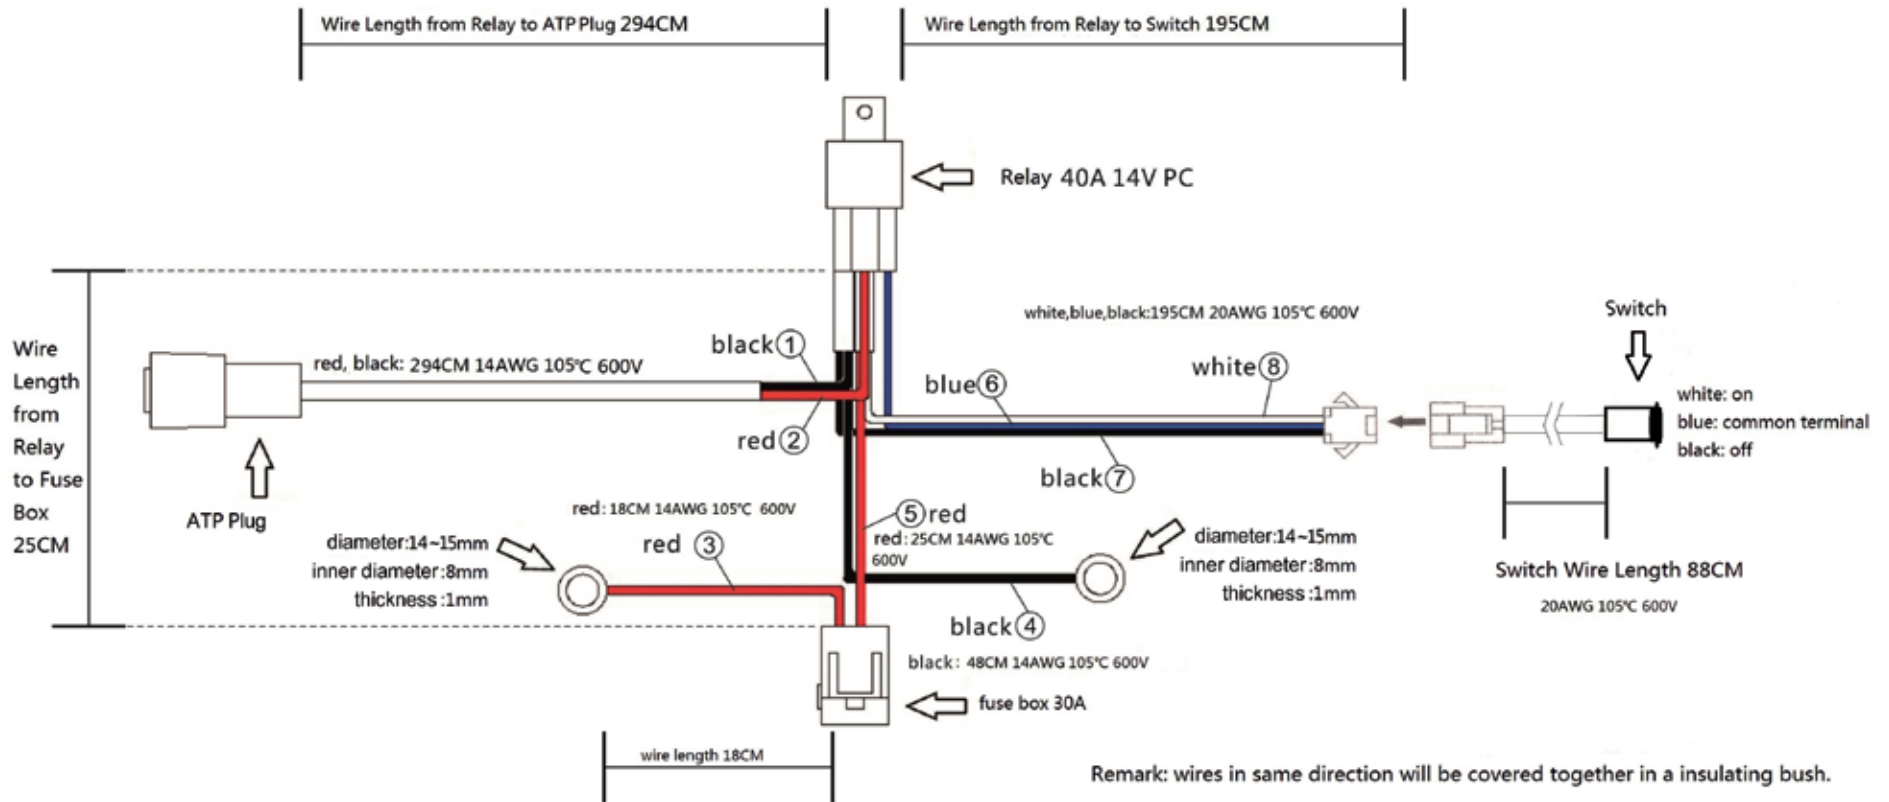 Wire Length from Relay to ATP Plug 294CM
Wire Length from Relay to Switch 195CM
Relay 40A 14V PC
white,blue,black:195CM 20AWG 105℃ 600V
Switch
Wire
Length
from
Relay
to Fuse
Box
25CM
red, black: 294CM 14AWG 105℃ 600V
black①
red②
blue⑥
white⑧
black⑦
white: on
blue: common terminal
black: off
ATP Plug
red: 18CM 14AWG 105℃ 600V
red ③
⑤red
red: 25CM 14AWG 105℃
600V
diameter:14~15mm
inner diameter:8mm
thickness :1mm
diameter:14~15mm
inner diameter:8mm
thickness :1mm
Switch Wire Length 88CM
20AWG 105℃ 600V
black④
black: 48CM 14AWG 105℃ 600V
fuse box 30A
wire length 18CM
Remark: wires in same direction will be covered together in a insulating bush.